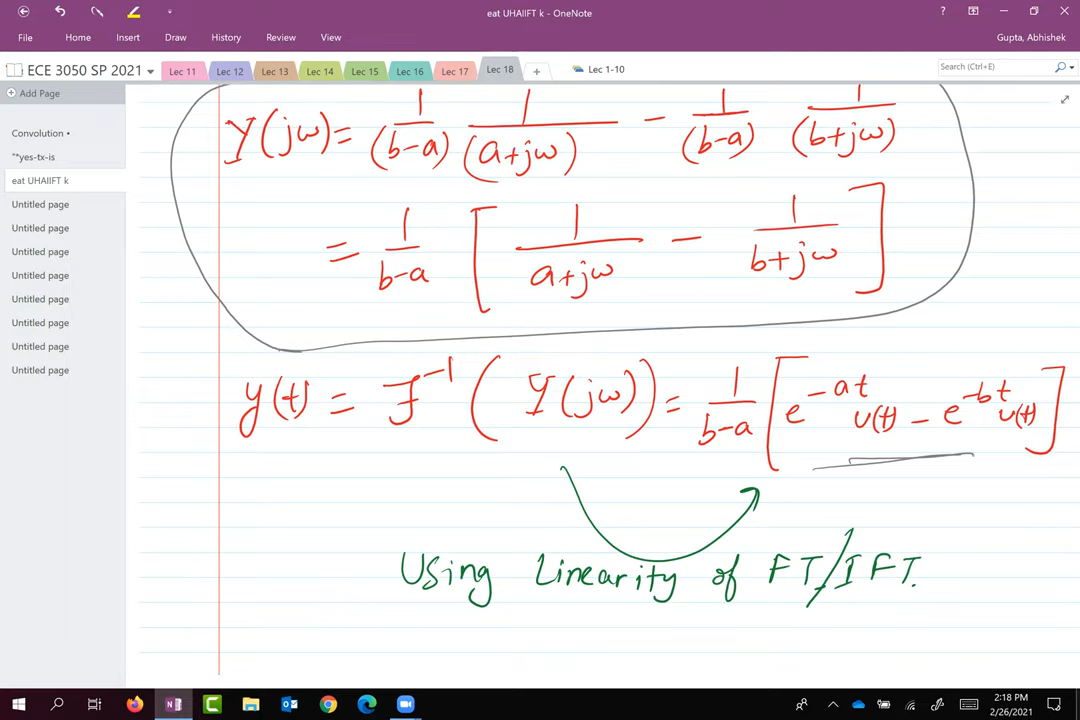 eat UHAIIFT k - OneNote
Gupta, Abhishek
File Home Insert Draw History Review View
ECE 3050 SP 2021 Lec 11 Lec 12 Lec 13 Lec 14 Lec 15 Lec 16 Lec 17 Lec 18 + Lec 1-10 Search (Ctrl+E)
Add Page
Convolution
"*yes-tx-is
eat UHAIIFT k
Untitled page
Untitled page
Untitled page
Untitled page
Untitled page
Untitled page
Untitled page
Untitled page
Y(jω) = 1/(b-a) 1/(a+jω) - 1/(b-a) 1/(b+jω)
= 1/b-a [ 1/a+jω - 1/b+jω ]
y(t) = F^-1 ( Y(jω) ) = 1/b-a [ e^-at u(t) - e^-bt u(t) ]
Using Linearity of FT/IFT.
2:18 PM
2/26/2021